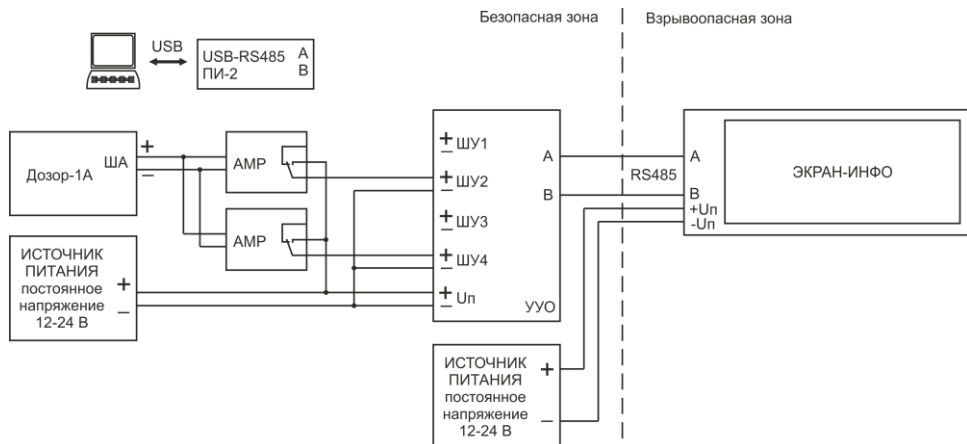 Безопасная зона
Взрывоопасная зона
USB
USB-RS485 A
ПИ-2 B
Дозор-1А
ША
+
–
АМР
АМР
ИСТОЧНИК
ПИТАНИЯ
постоянное
напряжение
12-24 В
+
–
+
– ШУ1
+
– ШУ2
+
– ШУ3
+
– ШУ4
+
– Uп
A
B
УУО
RS485
A
B
+Uп
-Uп
ЭКРАН-ИНФО
ИСТОЧНИК
ПИТАНИЯ
постоянное
напряжение
12-24 В
+
–